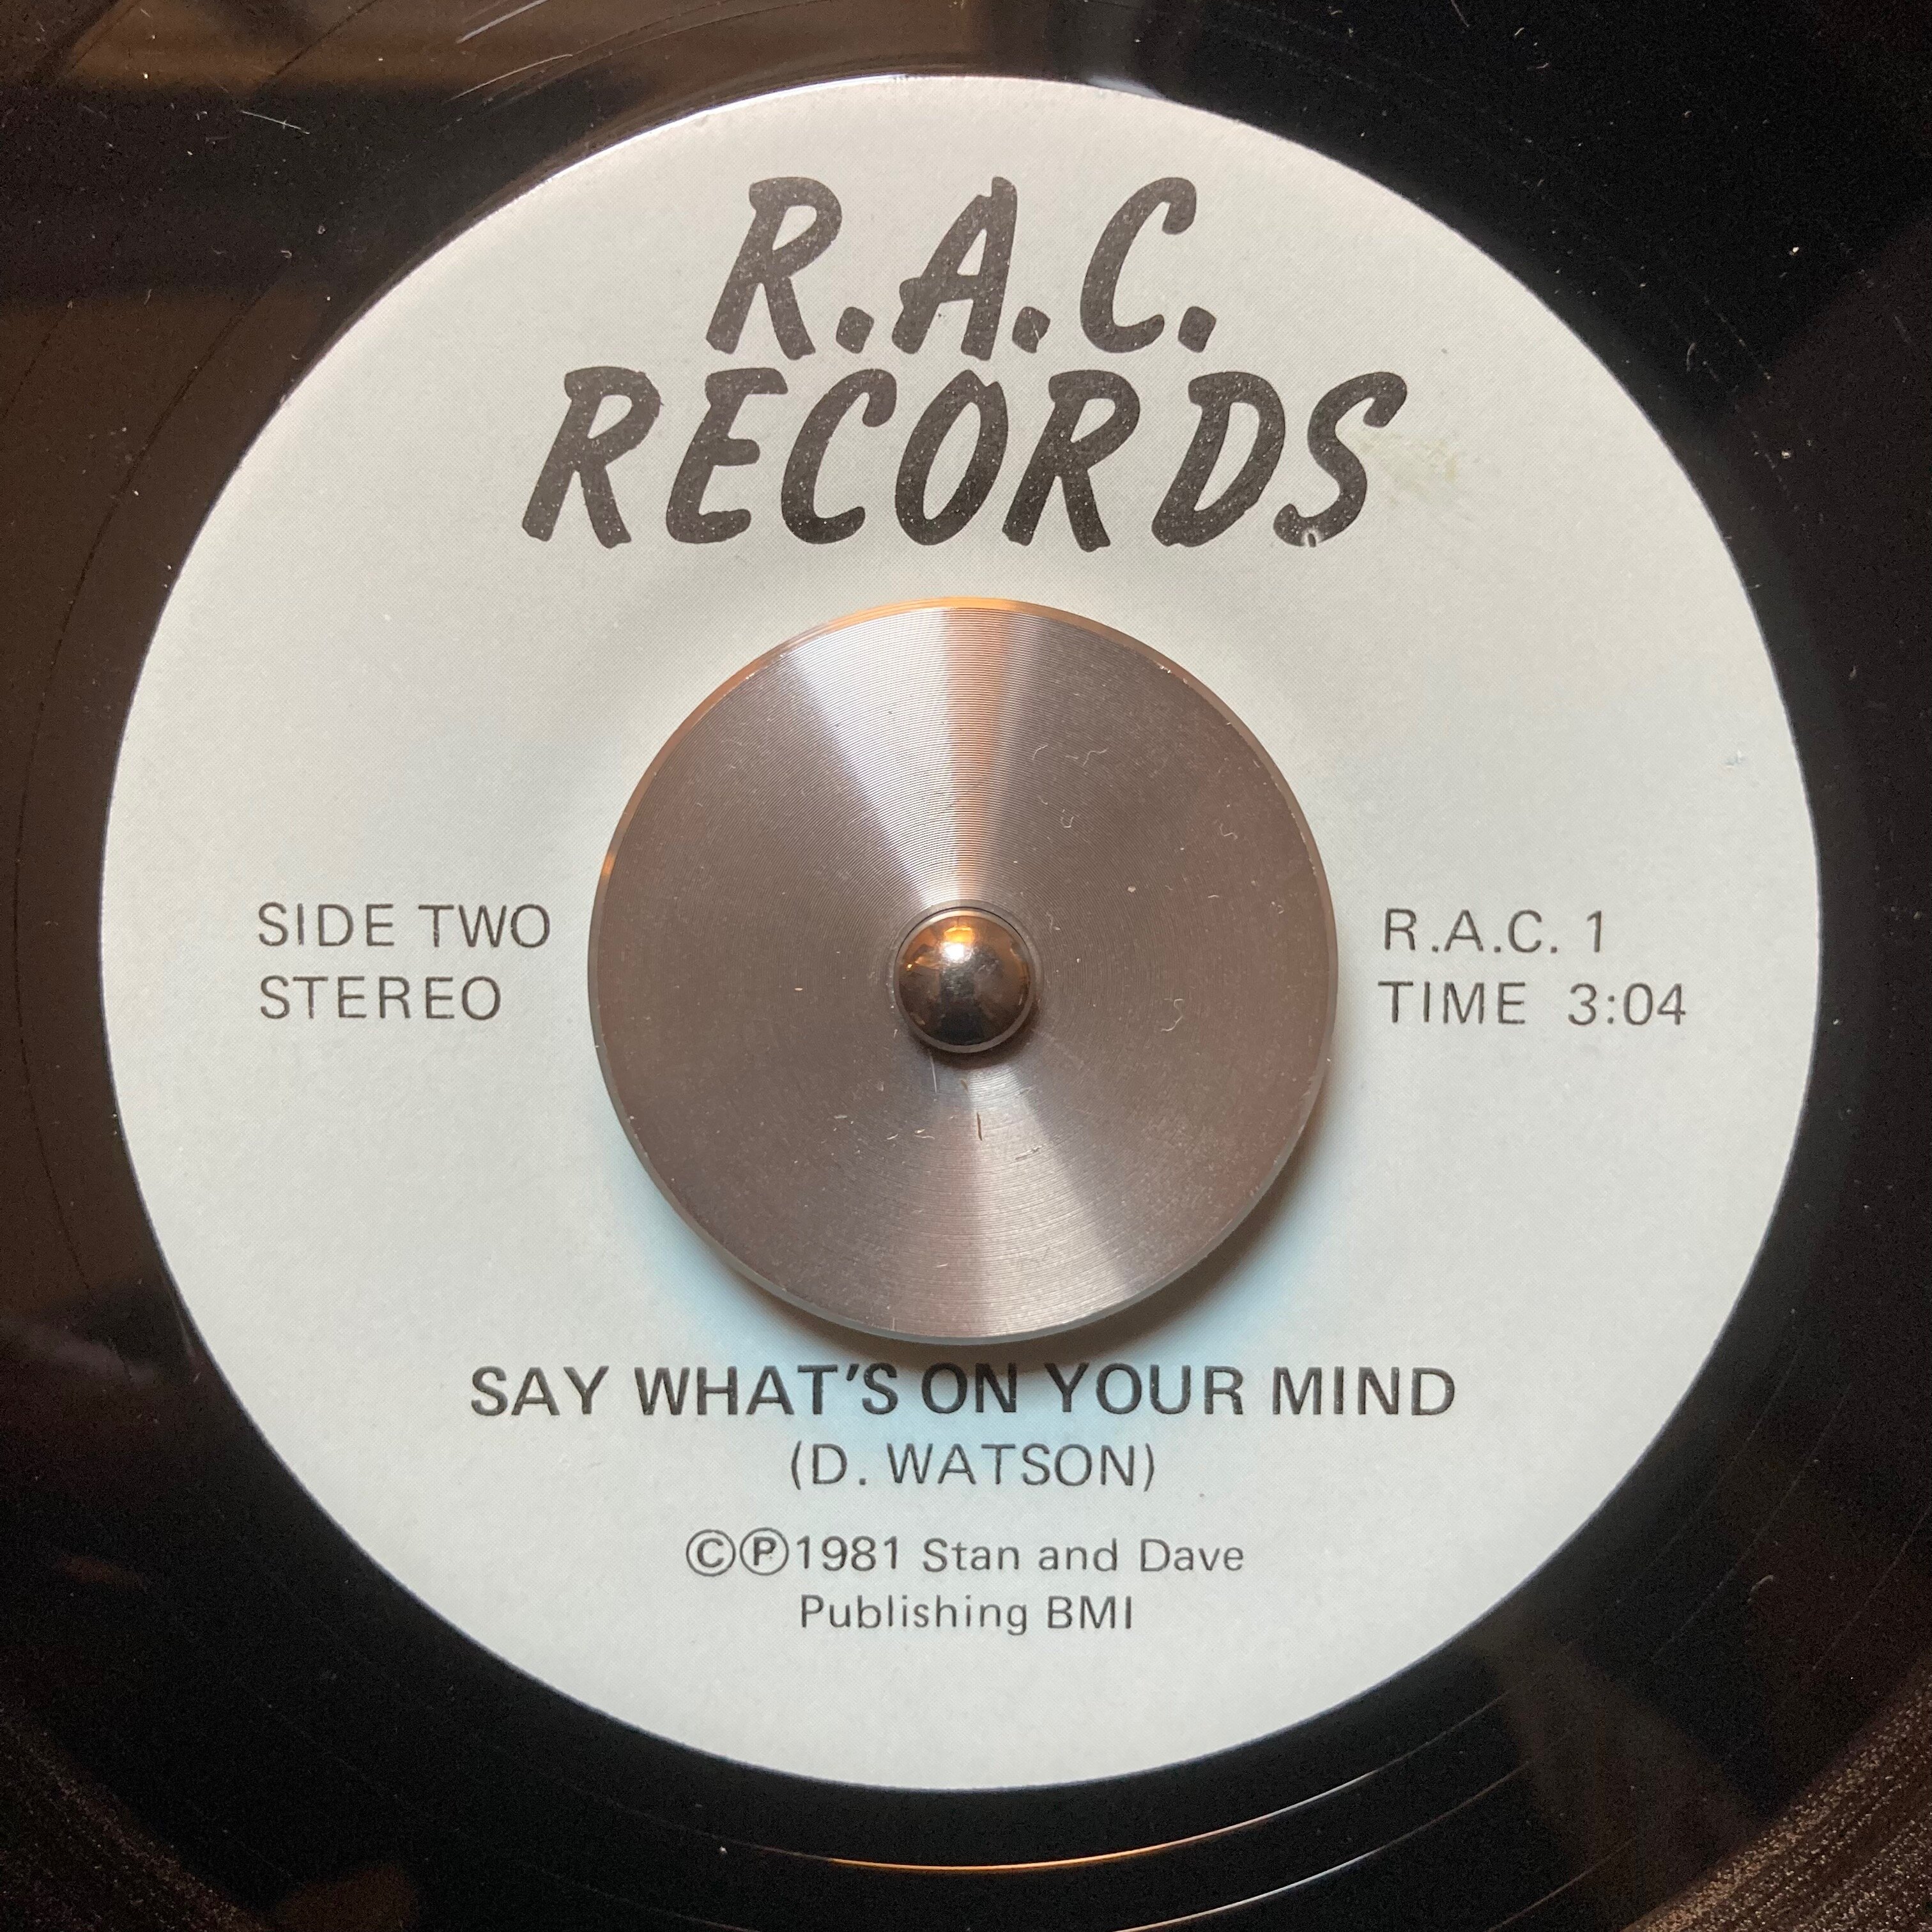 R.A.C.
RECORDS
SIDE TWO
STEREO
R.A.C. 1
TIME 3:04
SAY WHAT'S ON YOUR MIND
(D. WATSON)
©℗1981 Stan and Dave
Publishing BMI